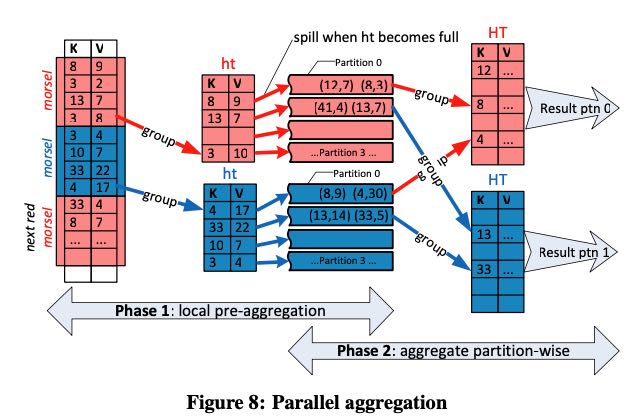 spill when ht becomes full
HT
K V
12 ...
8 ...
4 ...
ht
K V
8 9
13 7
3 10
Partition 0
(12,7) (8,3)
(41,4) (13,7)
...Partition 3 ...
K V
8 9
3 2
13 7
3 8
3 4
10 7
33 22
4 17
33 4
8 7
... ...
morsel
morsel
next red
morsel
group
group
ht
K V
4 17
33 22
10 7
3 4
Partition 0
(8,9) (4,30)
(13,14) (33,5)
...Partition 3 ...
group
group
group
HT
K V
13 ...
33 ...
Result ptn 0
Result ptn 1
Phase 1: local pre-aggregation
Phase 2: aggregate partition-wise
Figure 8: Parallel aggregation